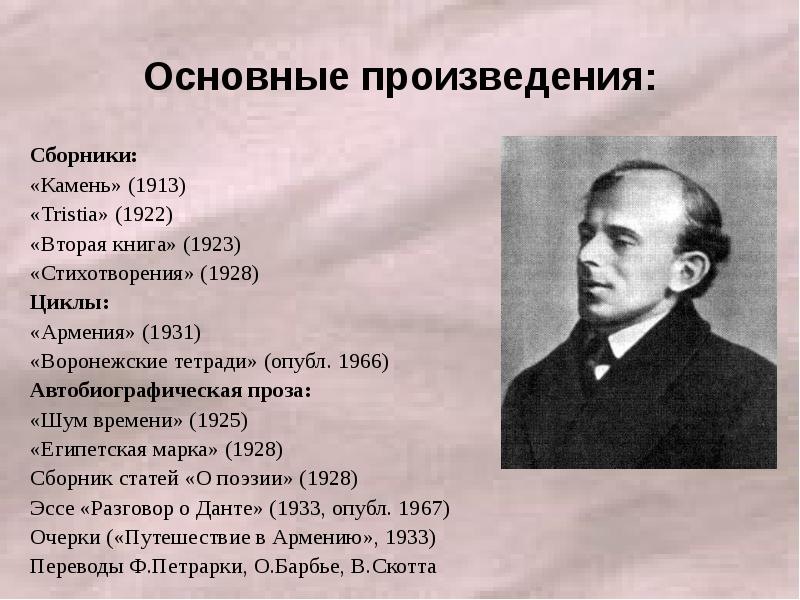 Основные произведения:
Сборники:
«Камень» (1913)
«Tristia» (1922)
«Вторая книга» (1923)
«Стихотворения» (1928)
Циклы:
«Армения» (1931)
«Воронежские тетради» (опубл. 1966)
Автобиографическая проза:
«Шум времени» (1925)
«Египетская марка» (1928)
Сборник статей «О поэзии» (1928)
Эссе «Разговор о Данте» (1933, опубл. 1967)
Очерки («Путешествие в Армению», 1933)
Переводы Ф.Петрарки, О.Барбье, В.Скотта